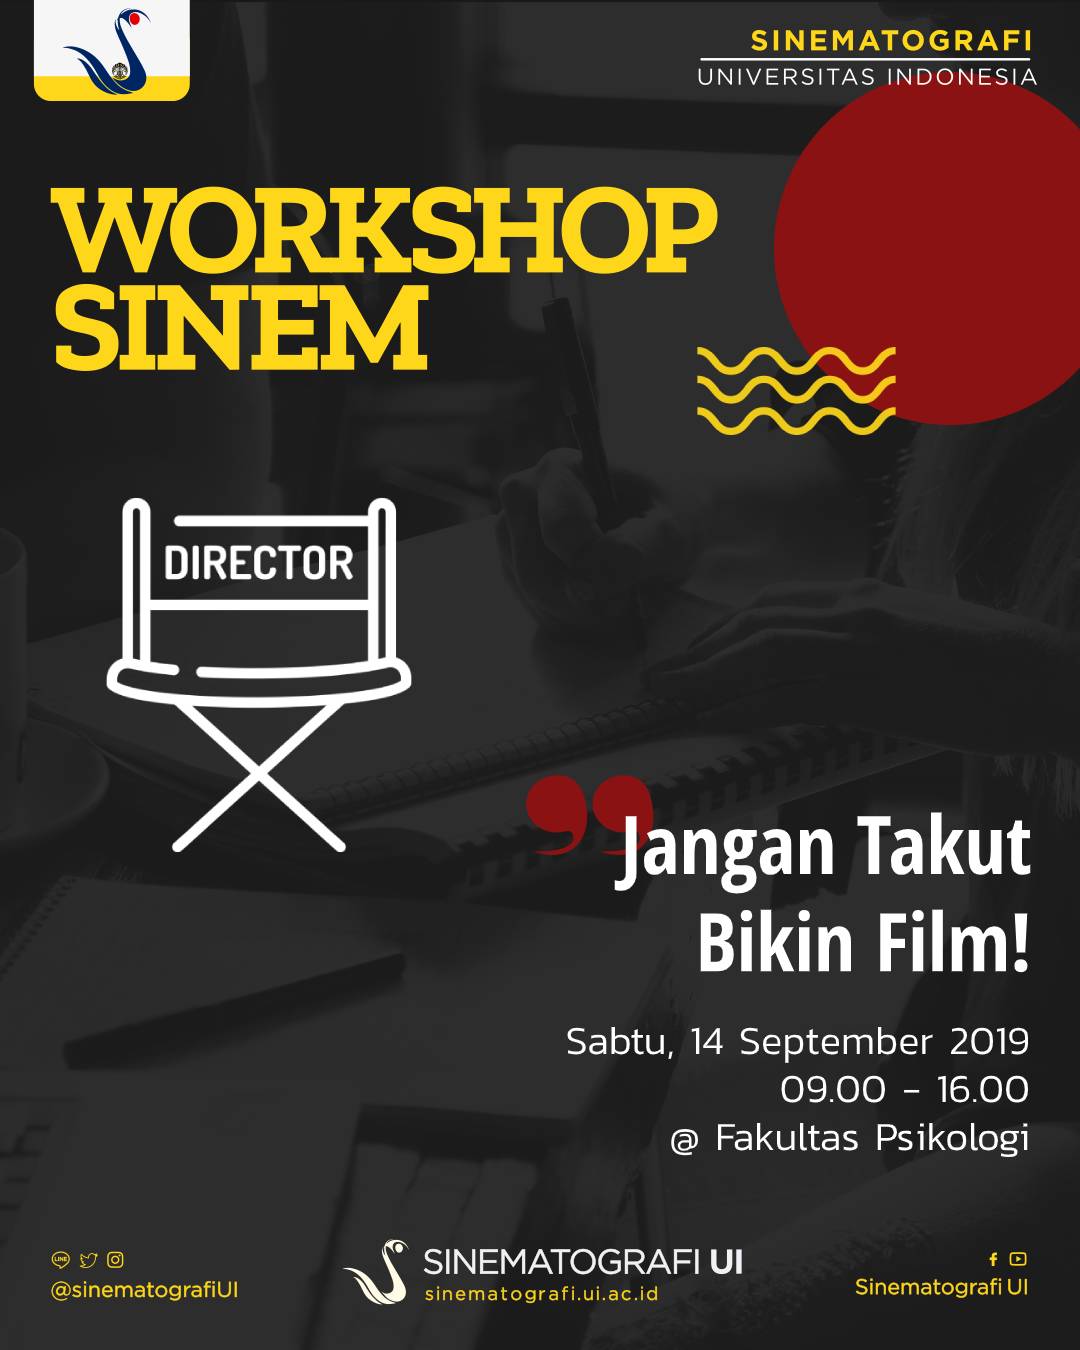 SINEMATOGRAFI
UNIVERSITAS INDONESIA
WORKSHOP
SINEM
DIRECTOR
Jangan Takut
Bikin Film!
Sabtu, 14 September 2019
09.00 - 16.00
@ Fakultas Psikologi
LINE
@sinematografiUI
SINEMATOGRAFI UI
sinematografi.ui.ac.id
Sinematografi UI